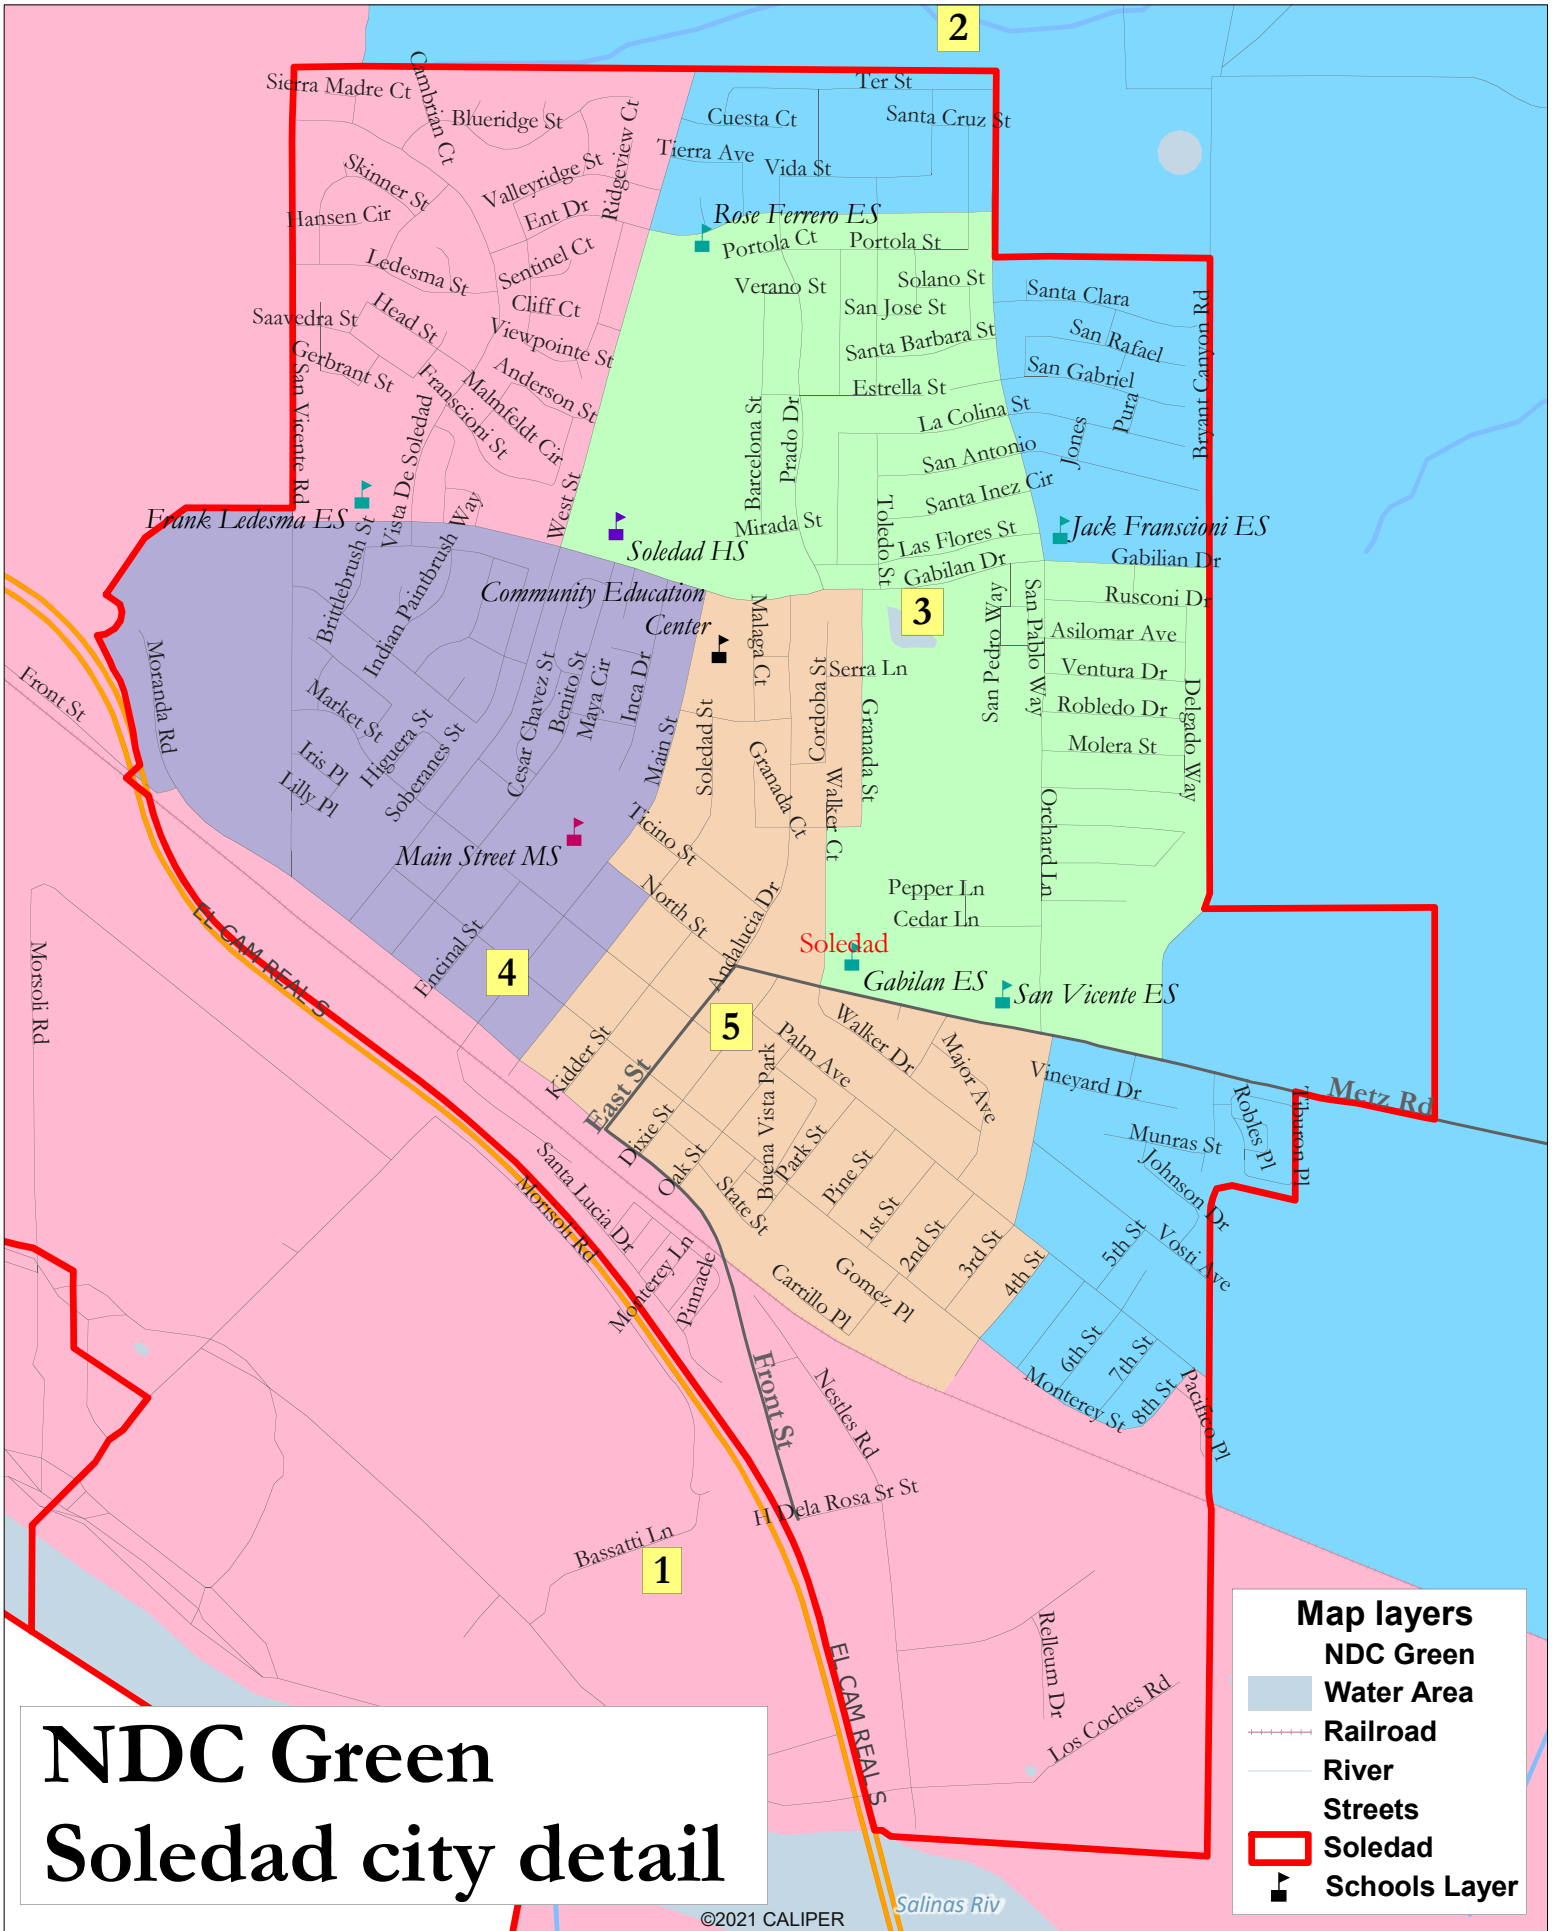 2
Sierra Madre Ct
Cambrian Ct
Blueridge St
Ridgeview Ct
Ter St
Cuesta Ct
Santa Cruz St
Tierra Ave
Vida St
Skinner St
Valleyridge St
Hansen Cir
Ent Dr
Rose Ferrero ES
Portola Ct
Portola St
Ledesma St
Sentinel Ct
Verano St
Solano St
Santa Clara
Saavedra St
Head St
Cliff Ct
San Jose St
San Rafael
Bryant Canyon Rd
Viewpointe St
Santa Barbara St
Gerbrant St
San Vicente Rd
Anderson St
Estrella St
San Gabriel
Franscioni St
Malmfeldt Cir
Vista De Soledad
Barcelona St
Prado Dr
La Colina St
Pura
Jones
San Antonio
Santa Inez Cir
Frank Ledesma ES
West St
Mirada St
Toledo St
Las Flores St
Jack Franscioni ES
Soledad HS
Gabilan Dr
Gabilian Dr
Brittlebrush St
Indian Paintbrush Way
Community Education
Center
Malaga Ct
3
San Pedro Way
San Pablo Way
Rusconi Dr
Asilomar Ave
Moranda Rd
Front St
Cesar Chavez St
Benito St
Maya Cir
Inca Dr
Main St
Soledad St
Cordoba St
Serra Ln
Granada St
Ventura Dr
Robledo Dr
Delgado Way
Molera St
Market St
Higuera St
Soberanes St
Iris Pl
Lilly Pl
Granada Ct
Walker Ct
Orchard Ln
Ticino St
Main Street MS
North St
Andalucia Dr
Pepper Ln
Cedar Ln
Soledad
Gabilan ES
San Vicente ES
EL CAM REAL S
Morsoli Rd
Encinal St
4
5
Kidder St
East St
Dixie St
Oak St
State St
Buena Vista Park
Park St
Palm Ave
Walker Dr
Major Ave
Pine St
1st St
2nd St
3rd St
4th St
Vineyard Dr
Metz Rd
Robles Pl
Tiburon Pl
Munras St
Johnson Dr
Vosti Ave
5th St
6th St
7th St
8th St
Monterey St
Pacifico Pl
Santa Lucia Dr
Morisoli Rd
Monterey Ln
Pinnacle
Carrillo Pl
Gomez Pl
Front St
Nestles Rd
H Dela Rosa Sr St
Bassatti Ln
1
EL CAM REAL S
Relleum Dr
Los Coches Rd
Salinas Riv
Map layers
NDC Green
Water Area
Railroad
River
Streets
Soledad
Schools Layer
NDC Green
Soledad city detail
©2021 CALIPER